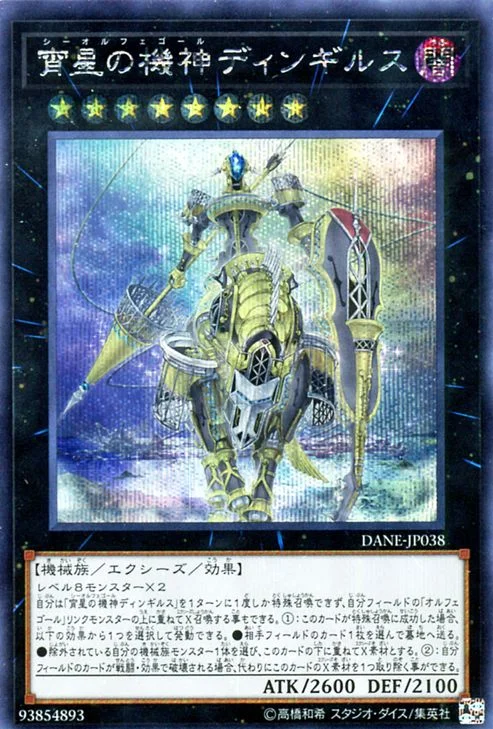 シーオルフェゴール
宵星の機神ディンギルス 闇
DANE-JP038
【機械族／エクシーズ／効果】
レベル８モンスター×２
自分は「宵星の機神ディンギルス」を１ターンに１度しか特殊召喚できず、自分フィールドの「オルフェ
ゴール」リンクモンスターの上に重ねてＸ召喚する事もできる。①：このカードが特殊召喚に成功した場合、
以下の効果から１つを選択して発動できる。●相手フィールドのカード１枚を選んで墓地へ送る。
●除外されている自分の機械族モンスター１体を選び、このカードの下に重ねてＸ素材とする。②：自分
フィールドのカードが戦闘・効果で破壊される場合、代わりにこのカードのＸ素材を１つ取り除く事ができる。
ATK/2600 DEF/2100
93854893 ©高橋和希 スタジオ・ダイス/集英社